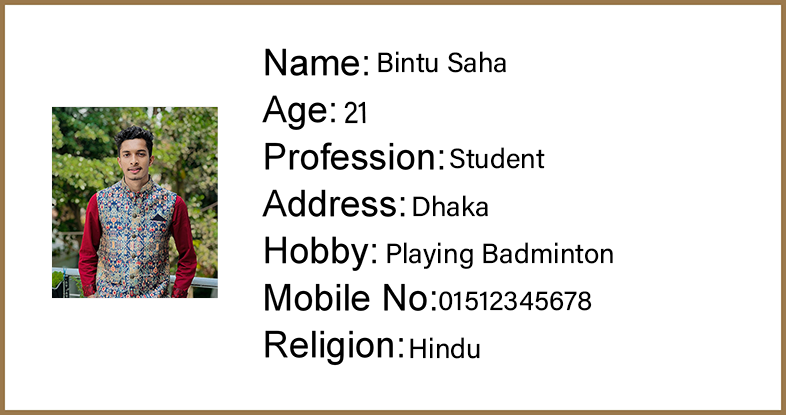 Name: Bintu Saha
Age: 21
Profession: Student
Address: Dhaka
Hobby: Playing Badminton
Mobile No:01512345678
Religion: Hindu